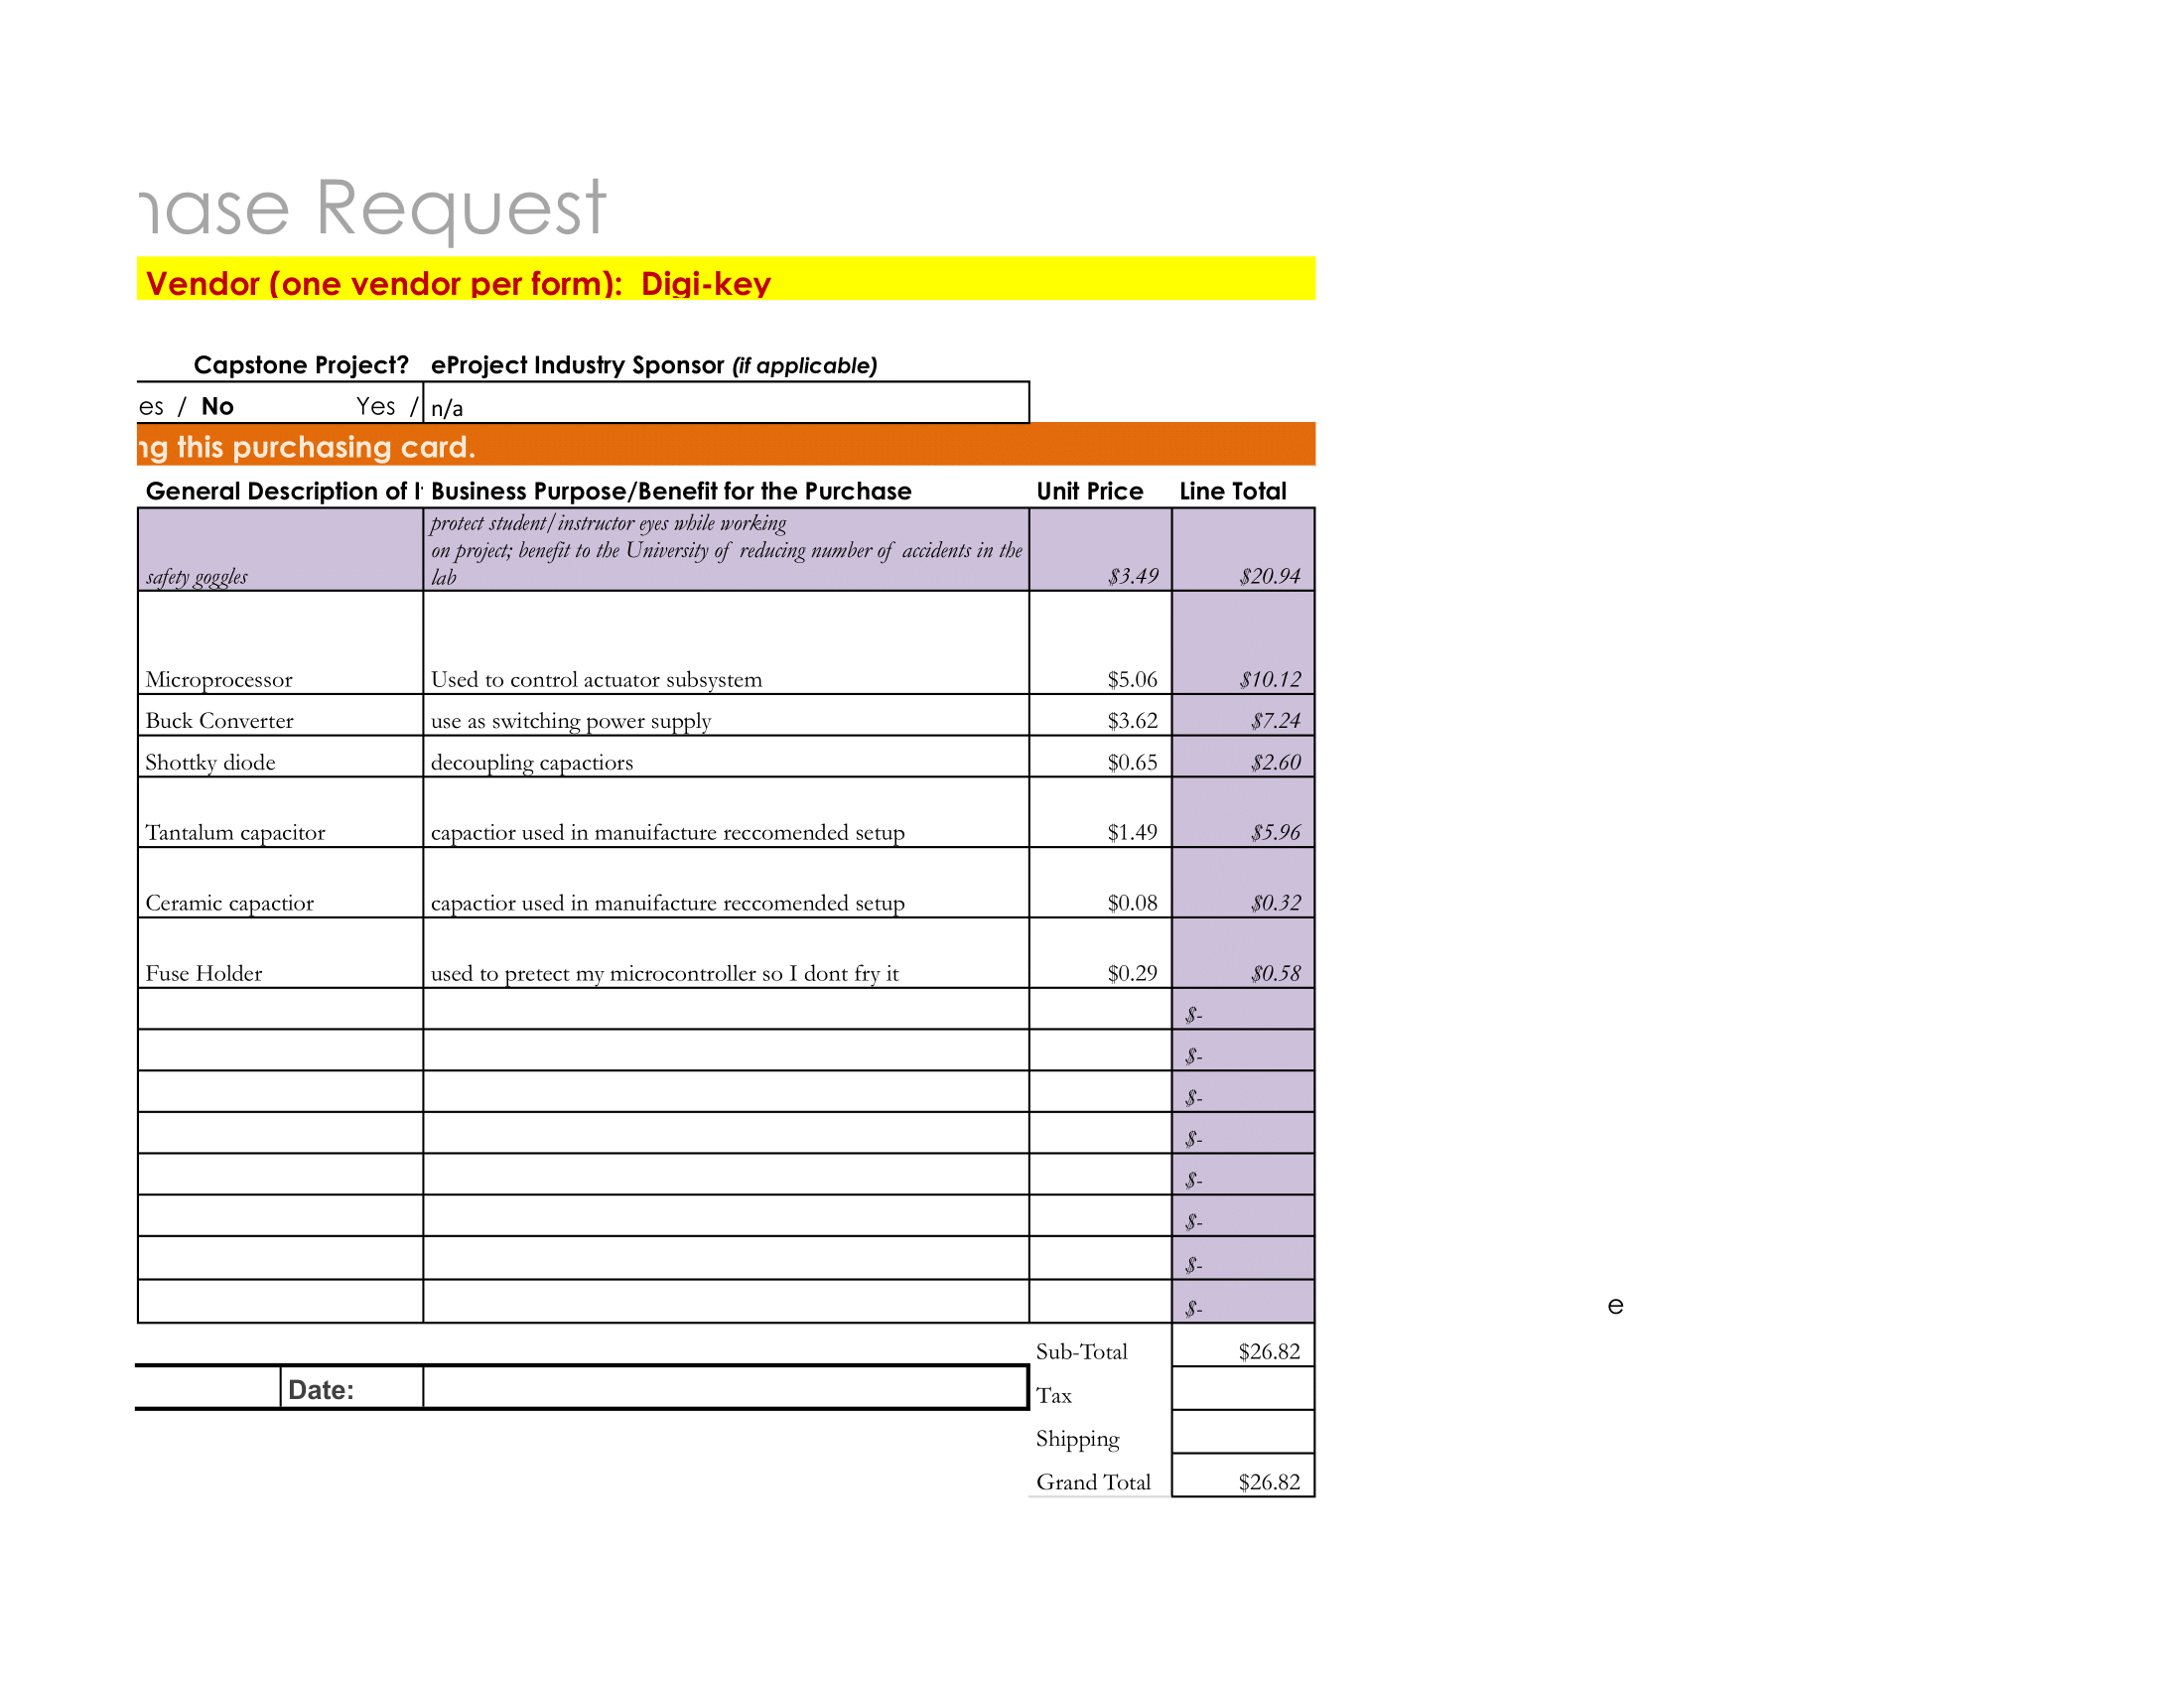 hase Request
Vendor (one vendor per form):  Digi-key
Capstone Project? eProject Industry Sponsor (if applicable)
es / No Yes / n/a
ng this purchasing card.
General Description of I Business Purpose/Benefit for the Purchase Unit Price Line Total
protect student/instructor eyes while working
on project; benefit to the University of reducing number of accidents in the
safety goggles lab $3.49 $20.94
Microprocessor Used to control actuator subsystem $5.06 $10.12
Buck Converter use as switching power supply $3.62 $7.24
Shottky diode decoupling capactiors $0.65 $2.60
Tantalum capacitor capactior used in manuifacture reccomended setup $1.49 $5.96
Ceramic capactior capactior used in manuifacture reccomended setup $0.08 $0.32
Fuse Holder used to pretect my microcontroller so I dont fry it $0.29 $0.58
$-
$-
$-
$-
$-
$-
$-
$-
e
Sub-Total $26.82
Date:
Tax
Shipping
Grand Total $26.82